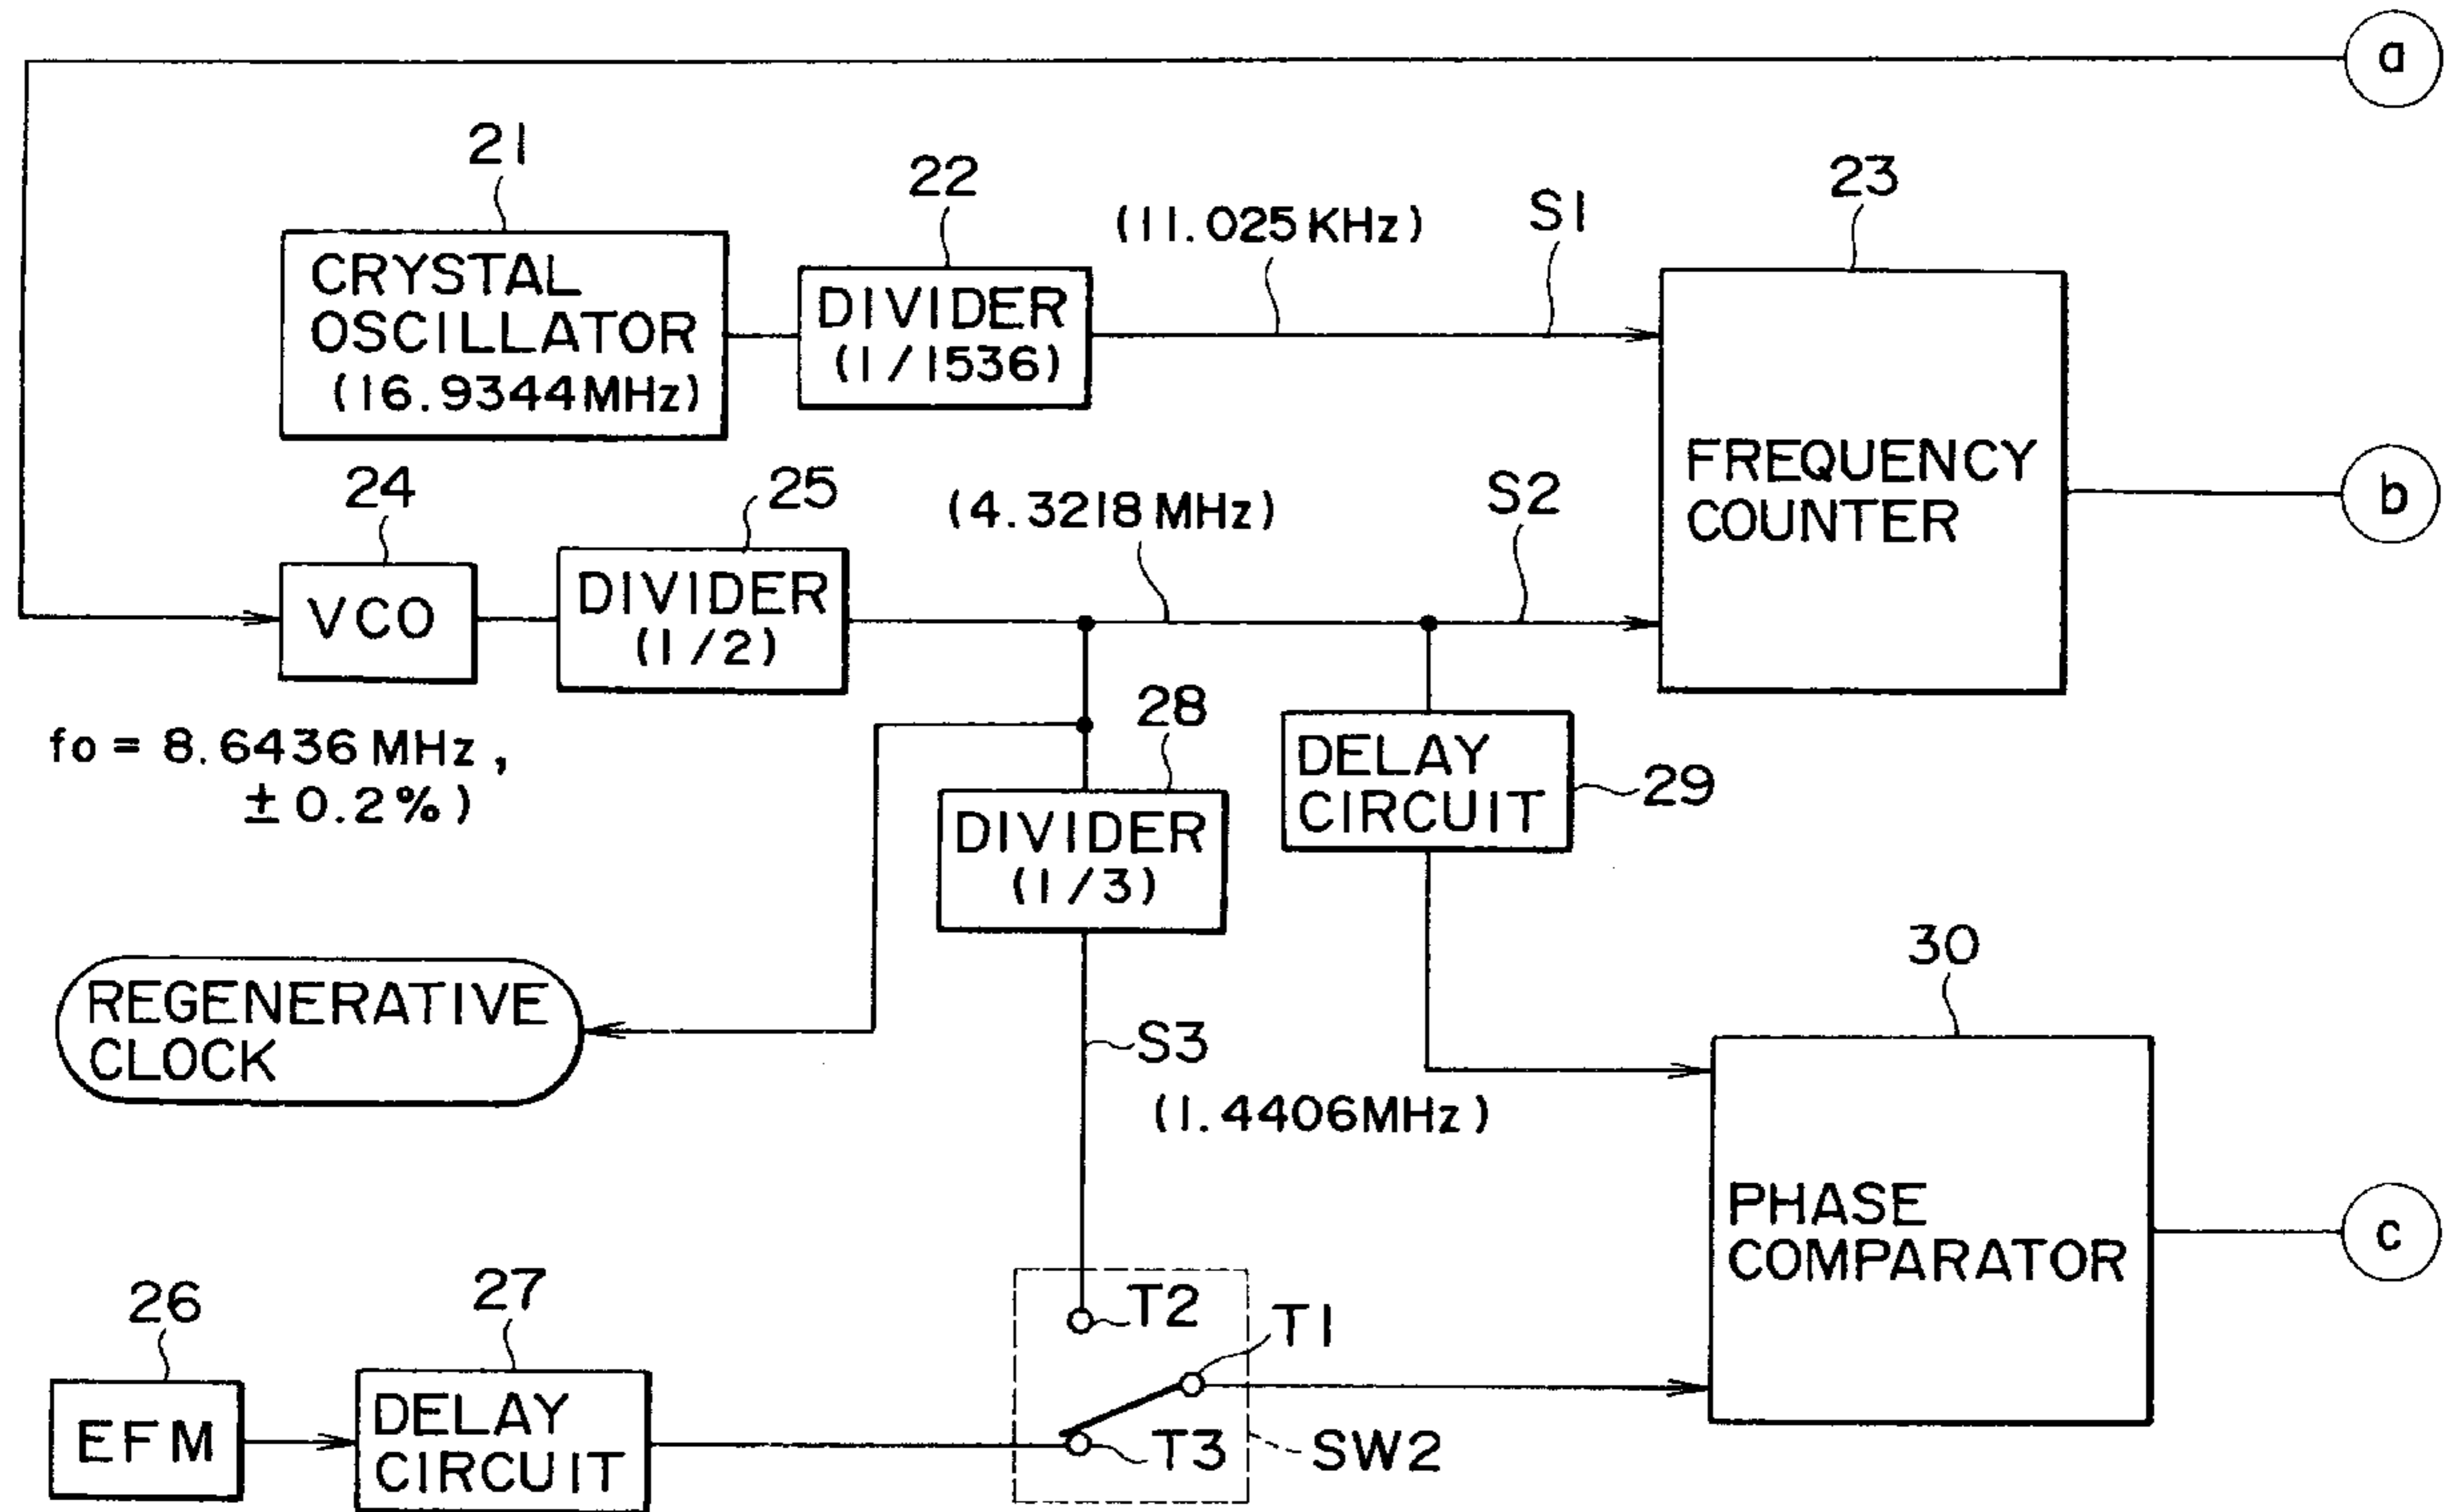 a
21
22
(11.025KHz)
S1
23
CRYSTAL
OSCILLATOR
(16.9344MHz)
DIVIDER
(1/1536)
FREQUENCY
COUNTER
b
24
25
(4.3218MHz)
S2
VCO
DIVIDER
(1/2)
fo = 8.6436MHz,
±0.2%)
28
DIVIDER
(1/3)
DELAY
CIRCUIT
29
REGENERATIVE
CLOCK
S3
(1.4406MHz)
30
PHASE
COMPARATOR
c
26
27
EFM
DELAY
CIRCUIT
T2
T1
T3
SW2